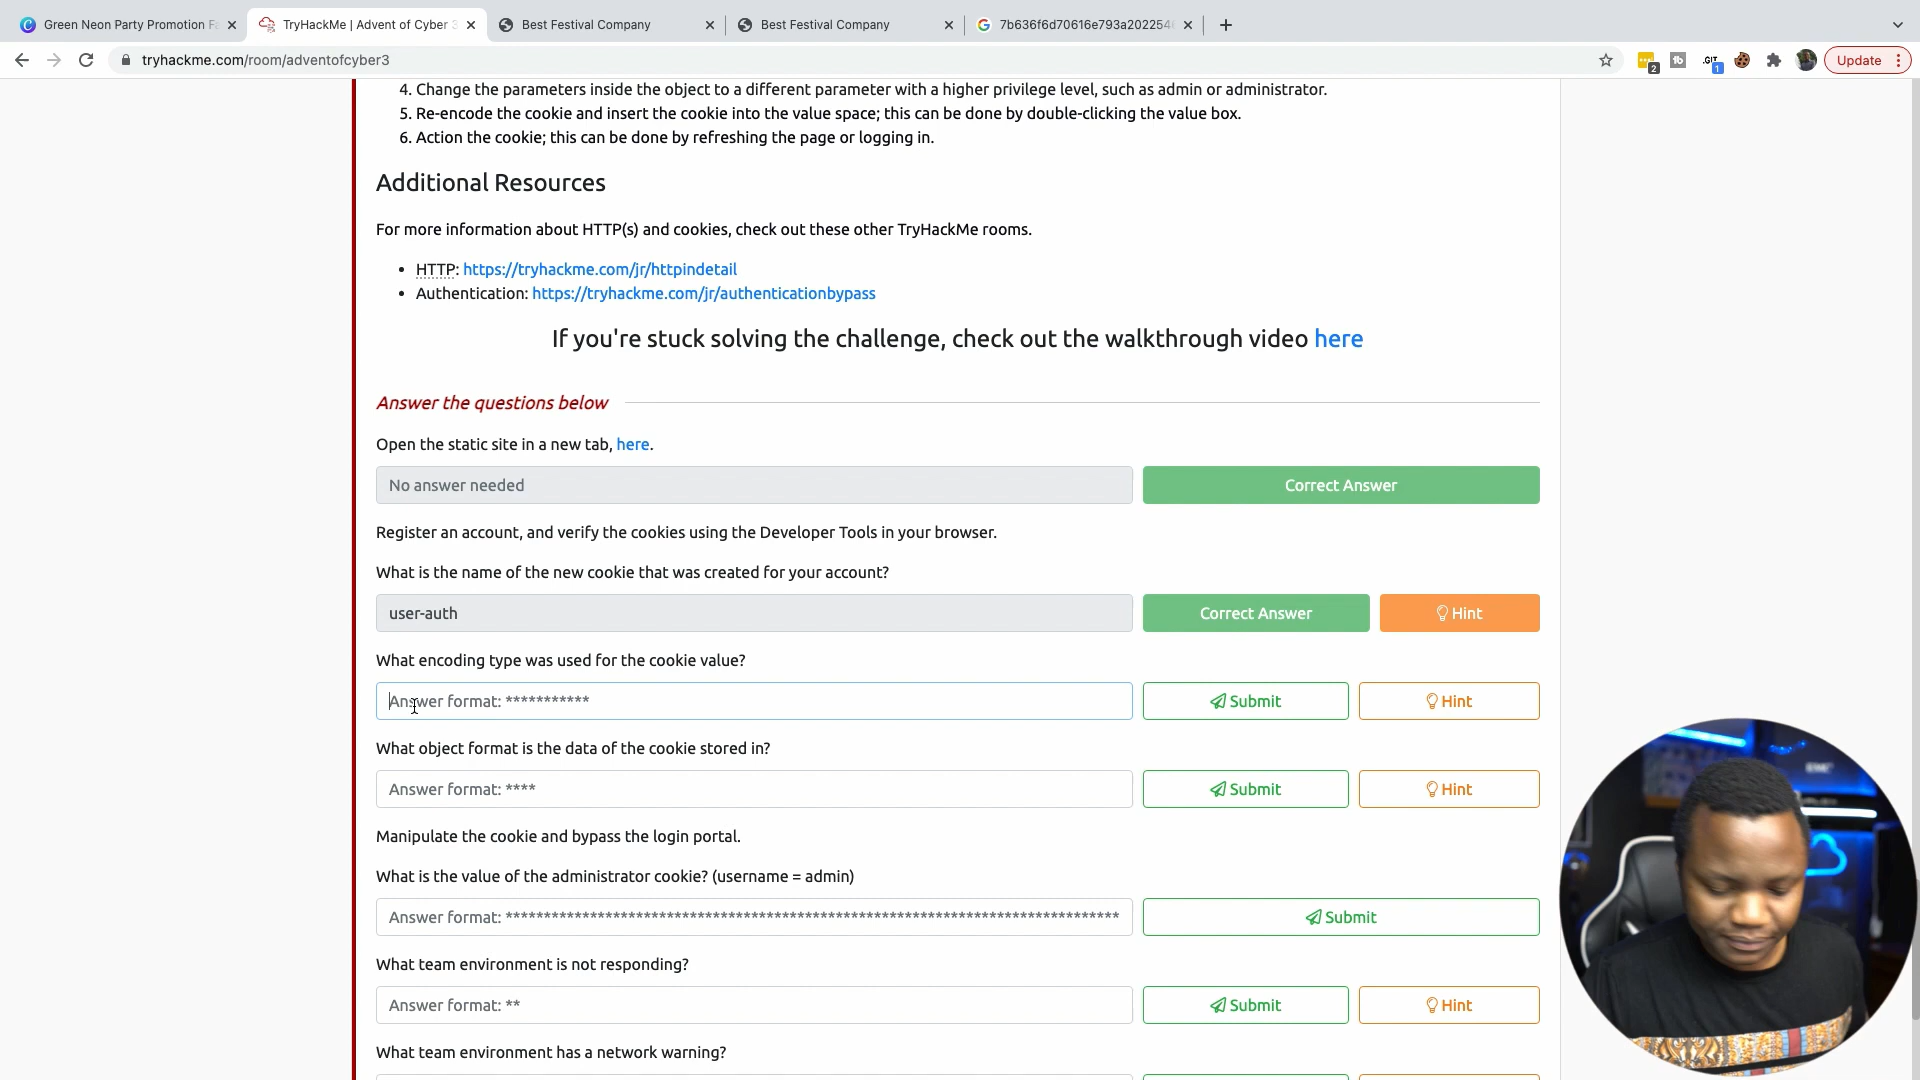 Green Neon Party Promotion Fa
TryHackMe | Advent of Cyber 3
Best Festival Company
Best Festival Company
7b636f6d70616e793a202254
tryhackme.com/room/adventofcyber3
2
1
Update
4. Change the parameters inside the object to a different parameter with a higher privilege level, such as admin or administrator.
5. Re-encode the cookie and insert the cookie into the value space; this can be done by double-clicking the value box.
6. Action the cookie; this can be done by refreshing the page or logging in.
Additional Resources
For more information about HTTP(s) and cookies, check out these other TryHackMe rooms.
• HTTP: https://tryhackme.com/jr/httpindetail
• Authentication: https://tryhackme.com/jr/authenticationbypass
If you're stuck solving the challenge, check out the walkthrough video here
Answer the questions below
Open the static site in a new tab, here.
No answer needed
Correct Answer
Register an account, and verify the cookies using the Developer Tools in your browser.
What is the name of the new cookie that was created for your account?
user-auth
Correct Answer
Hint
What encoding type was used for the cookie value?
Answer format: ***********
Submit
Hint
What object format is the data of the cookie stored in?
Answer format: ****
Submit
Hint
Manipulate the cookie and bypass the login portal.
What is the value of the administrator cookie? (username = admin)
Answer format: ********************************************************************************
Submit
What team environment is not responding?
Answer format: **
Submit
Hint
What team environment has a network warning?